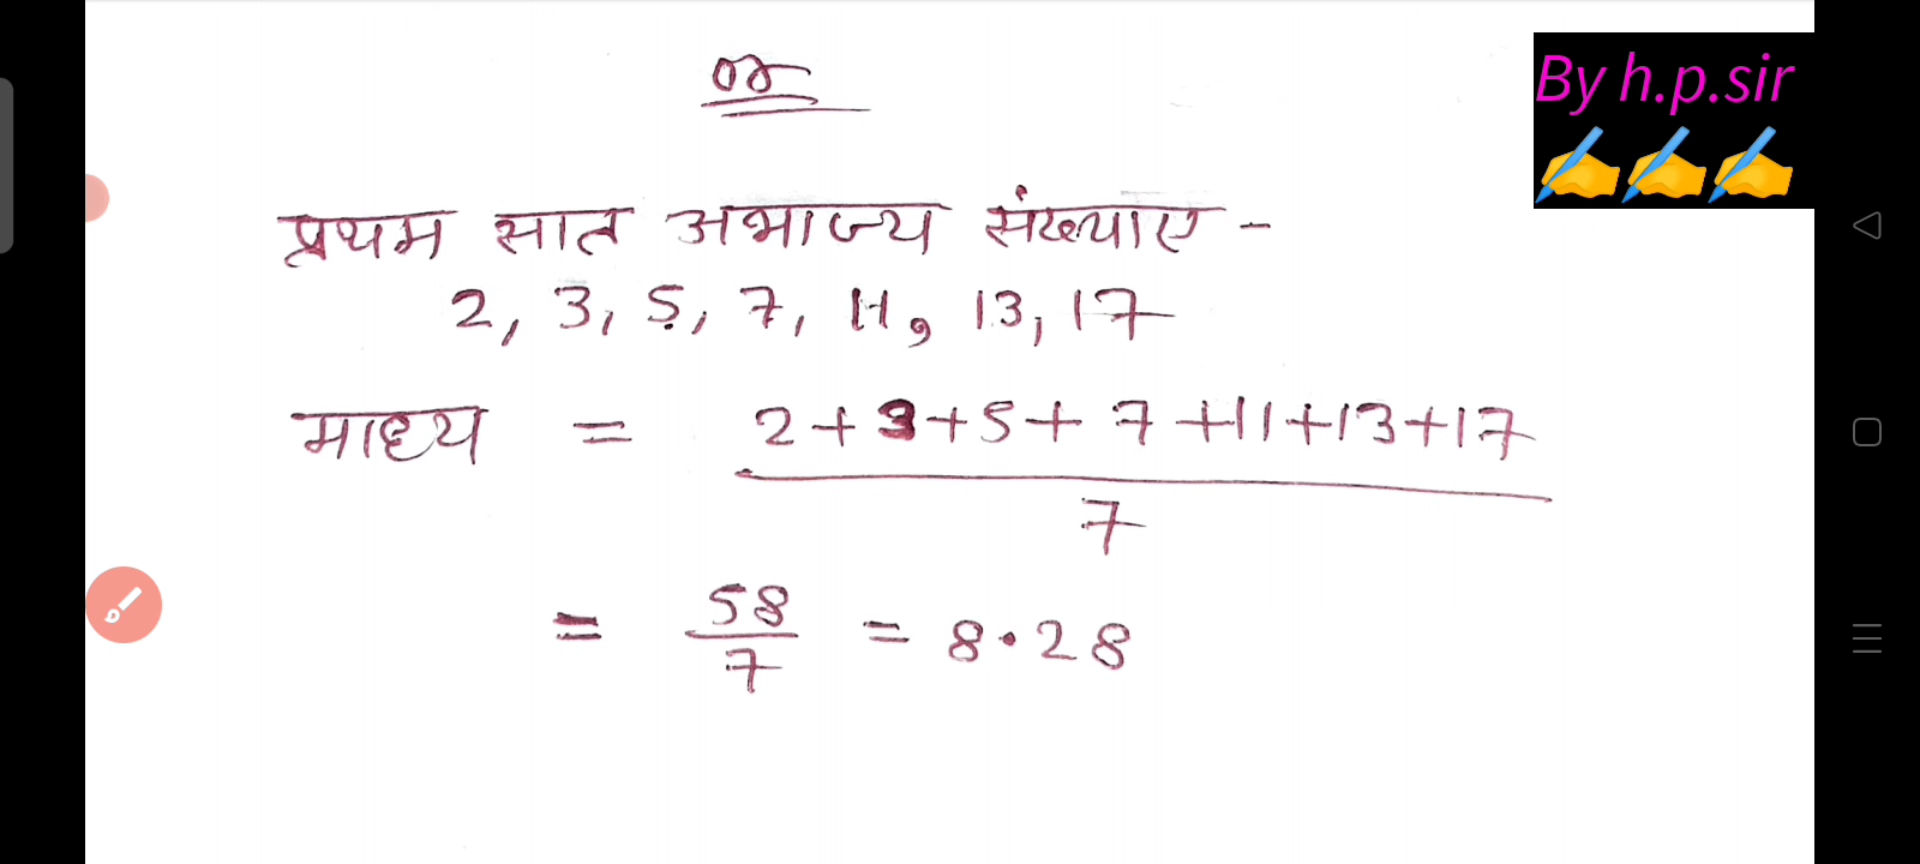 or
By h.p.sir
प्रथम सात अभाज्य संख्याए -
2, 3, 5, 7, 11, 13, 17
माध्य = 2+3+5+7+11+13+17
7
= 58/7 = 8.28